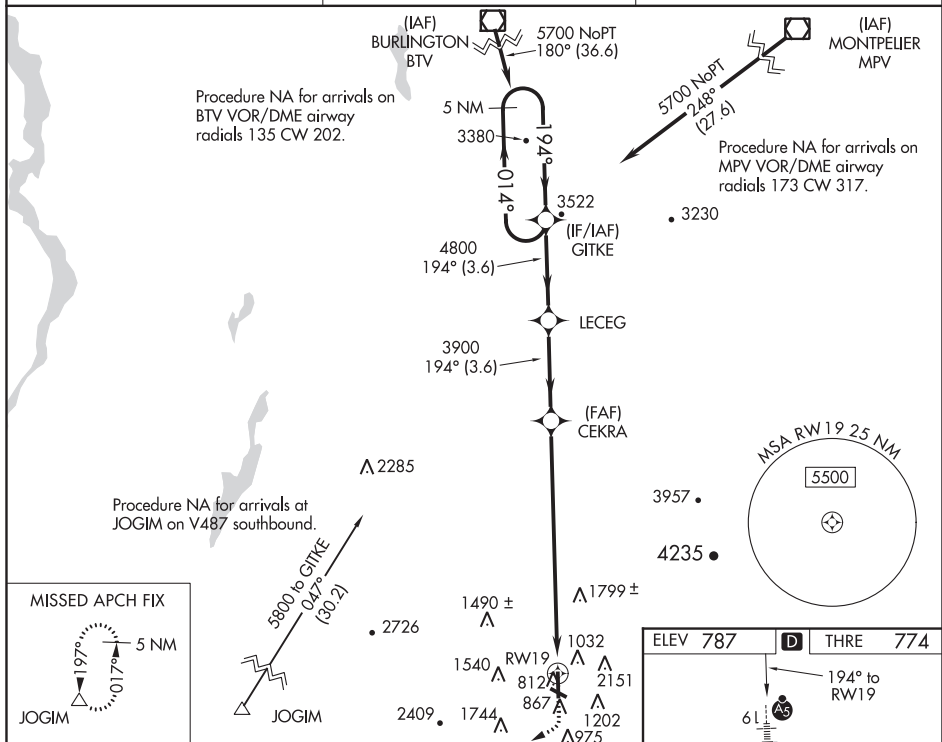 (IAF)
BURLINGTON
BTV
5700 NoPT
180° (36.6)
(IAF)
MONTPELIER
MPV
5700 NoPT
248°
(27.6)
Procedure NA for arrivals on
BTV VOR/DME airway
radials 135 CW 202.
5 NM
3380
194°
014°
Procedure NA for arrivals on
MPV VOR/DME airway
radials 173 CW 317.
3522
(IF/IAF)
GITKE
3230
4800
194° (3.6)
LECEG
3900
194° (3.6)
(FAF)
CEKRA
MSA RW19 25 NM
5500
2285
Procedure NA for arrivals at
JOGIM on V487 southbound.
3957
4235
5800 to GITKE
047°
(30.2)
JOGIM
MISSED APCH FIX
5 NM
197°
017°
JOGIM
1490 ±
1799 ±
2726
1032
1540
RW19
812
2151
867
1202
2409
1744
975
ELEV 787
D
THRE 774
194° to
RW19
19
A5